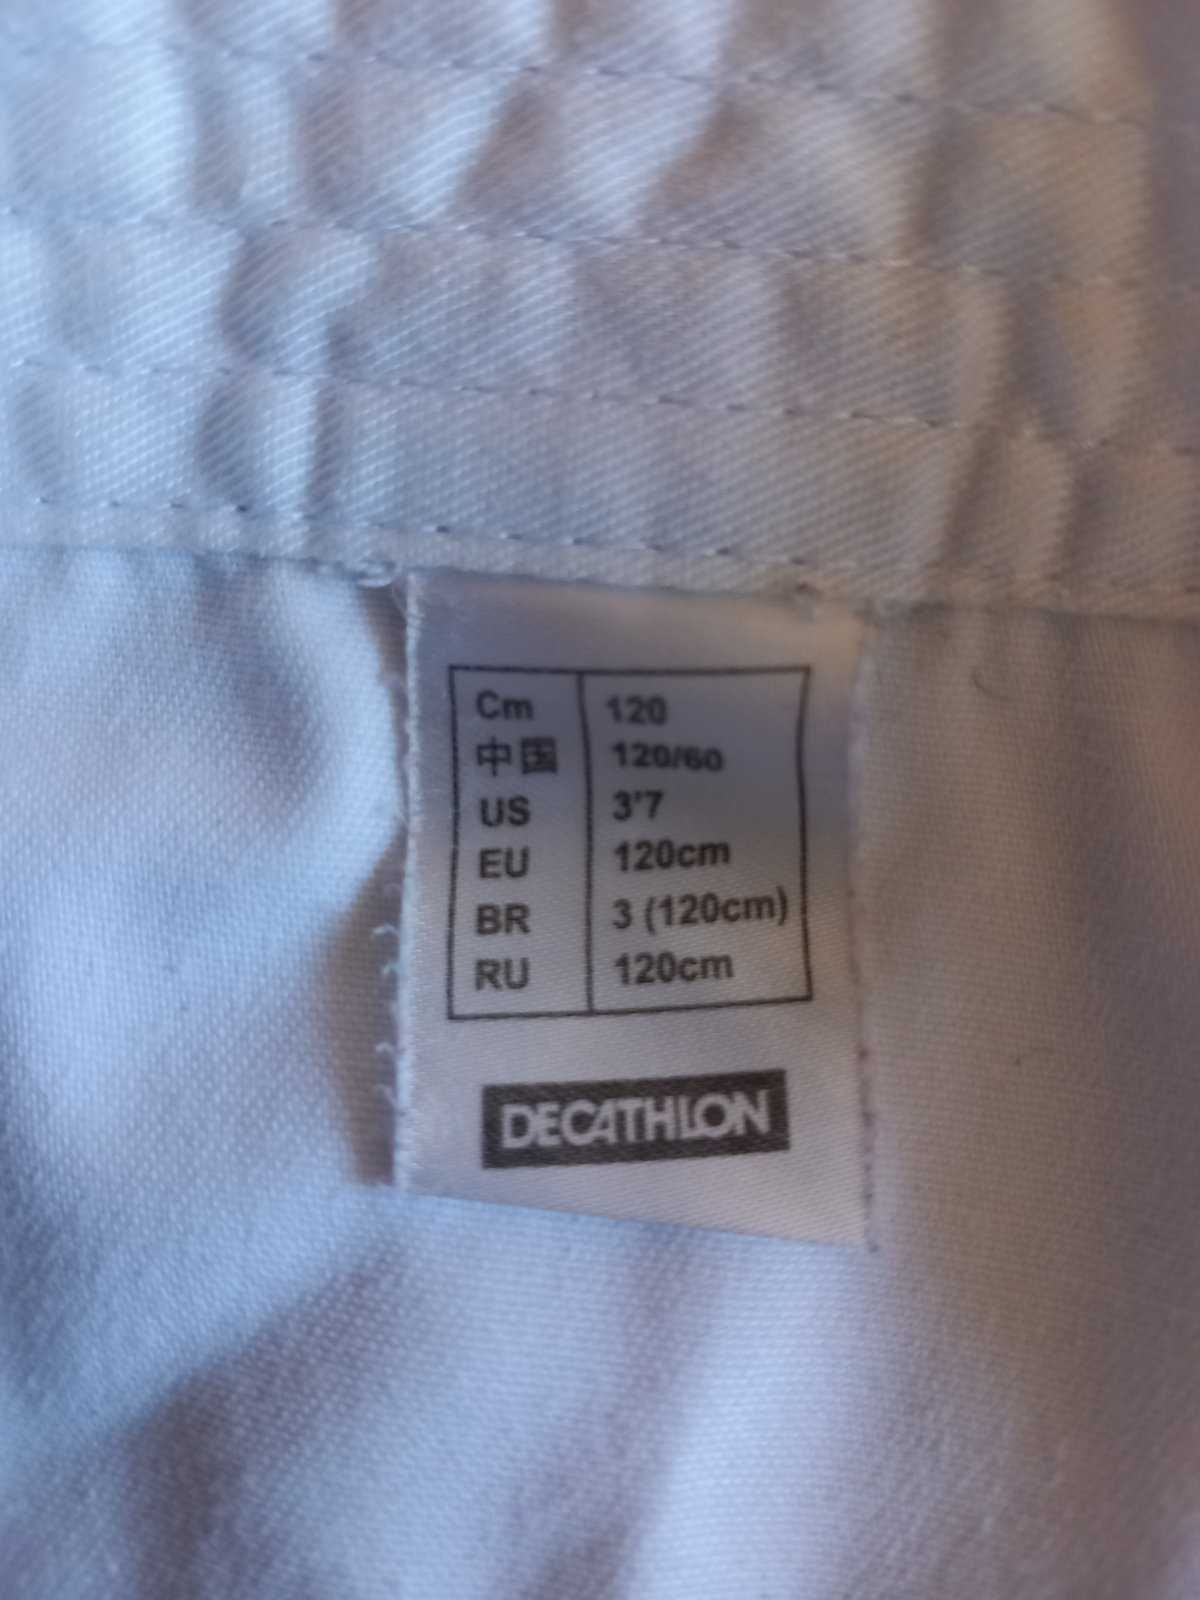 Cm 120
中国 120/60
US 3'7
EU 120cm
BR 3 (120cm)
RU 120cm
DECATHLON